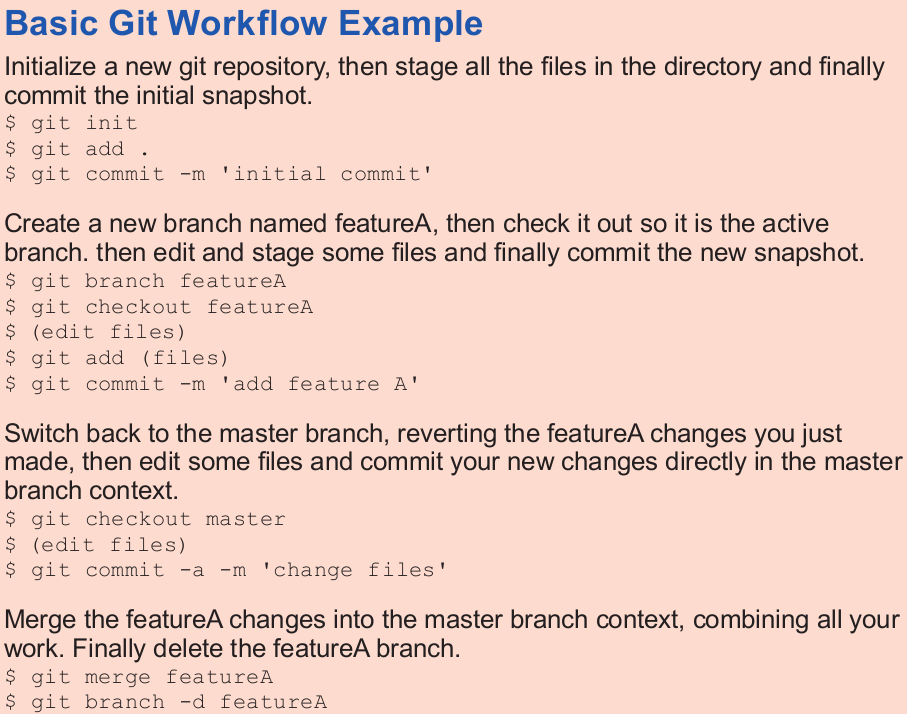 Basic Git Workflow Example
Initialize a new git repository, then stage all the files in the directory and finally
commit the initial snapshot.
$ git init
$ git add .
$ git commit -m 'initial commit'
Create a new branch named featureA, then check it out so it is the active
branch. then edit and stage some files and finally commit the new snapshot.
$ git branch featureA
$ git checkout featureA
$ (edit files)
$ git add (files)
$ git commit -m 'add feature A'
Switch back to the master branch, reverting the featureA changes you just
made, then edit some files and commit your new changes directly in the master
branch context.
$ git checkout master
$ (edit files)
$ git commit -a -m 'change files'
Merge the featureA changes into the master branch context, combining all your
work. Finally delete the featureA branch.
$ git merge featureA
$ git branch -d featureA